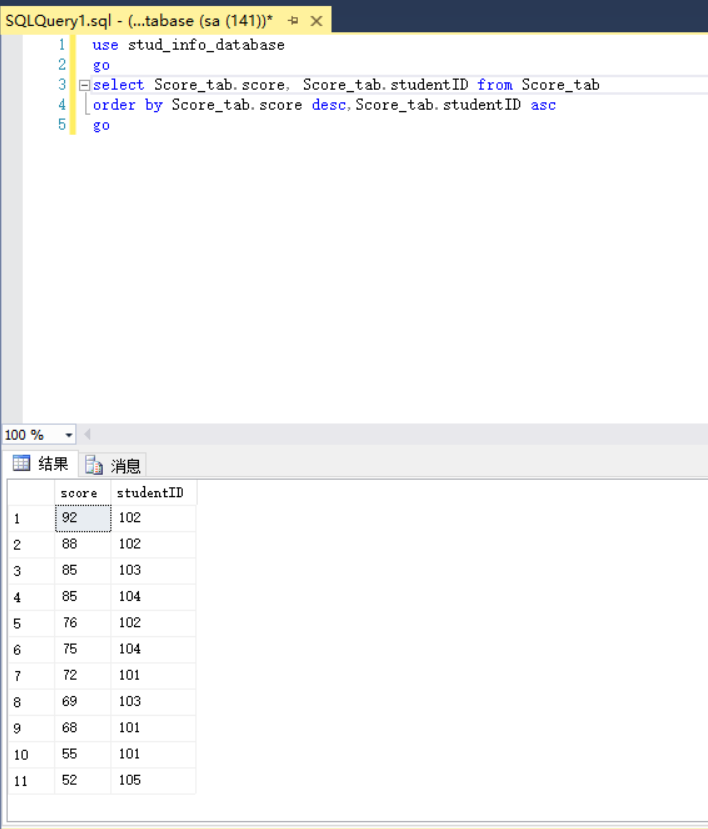 SQLQuery1.sql - (...tabase (sa (141))*
1 use stud_info_database
2 go
3 select Score_tab.score, Score_tab.studentID from Score_tab
4 order by Score_tab.score desc,Score_tab.studentID asc
5 go
100 %
结果 消息
score studentID
1 92 102
2 88 102
3 85 103
4 85 104
5 76 102
6 75 104
7 72 101
8 69 103
9 68 101
10 55 101
11 52 105